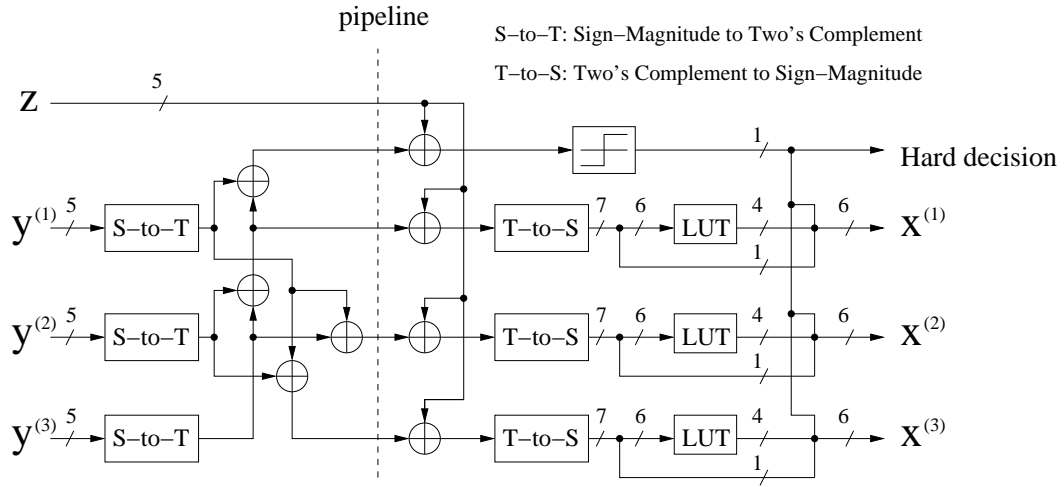 pipeline
S−to−T: Sign−Magnitude to Two's Complement
T−to−S: Two's Complement to Sign−Magnitude
z 5
1 Hard decision
y(1) 5 S−to−T T−to−S 7 6 LUT 4 6 x(1)
1
y(2) 5 S−to−T T−to−S 7 6 LUT 4 6 x(2)
1
y(3) 5 S−to−T T−to−S 7 6 LUT 4 6 x(3)
1